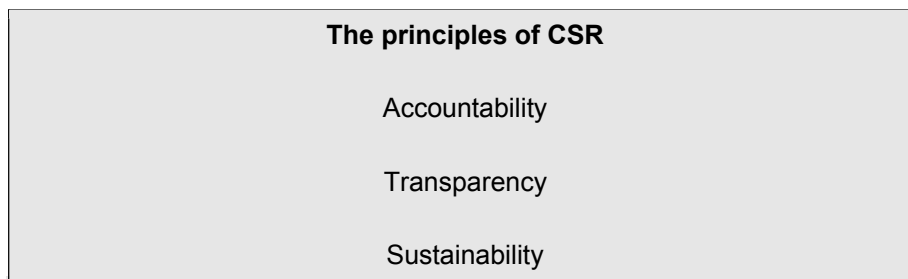 The principles of CSR
Accountability
Transparency
Sustainability